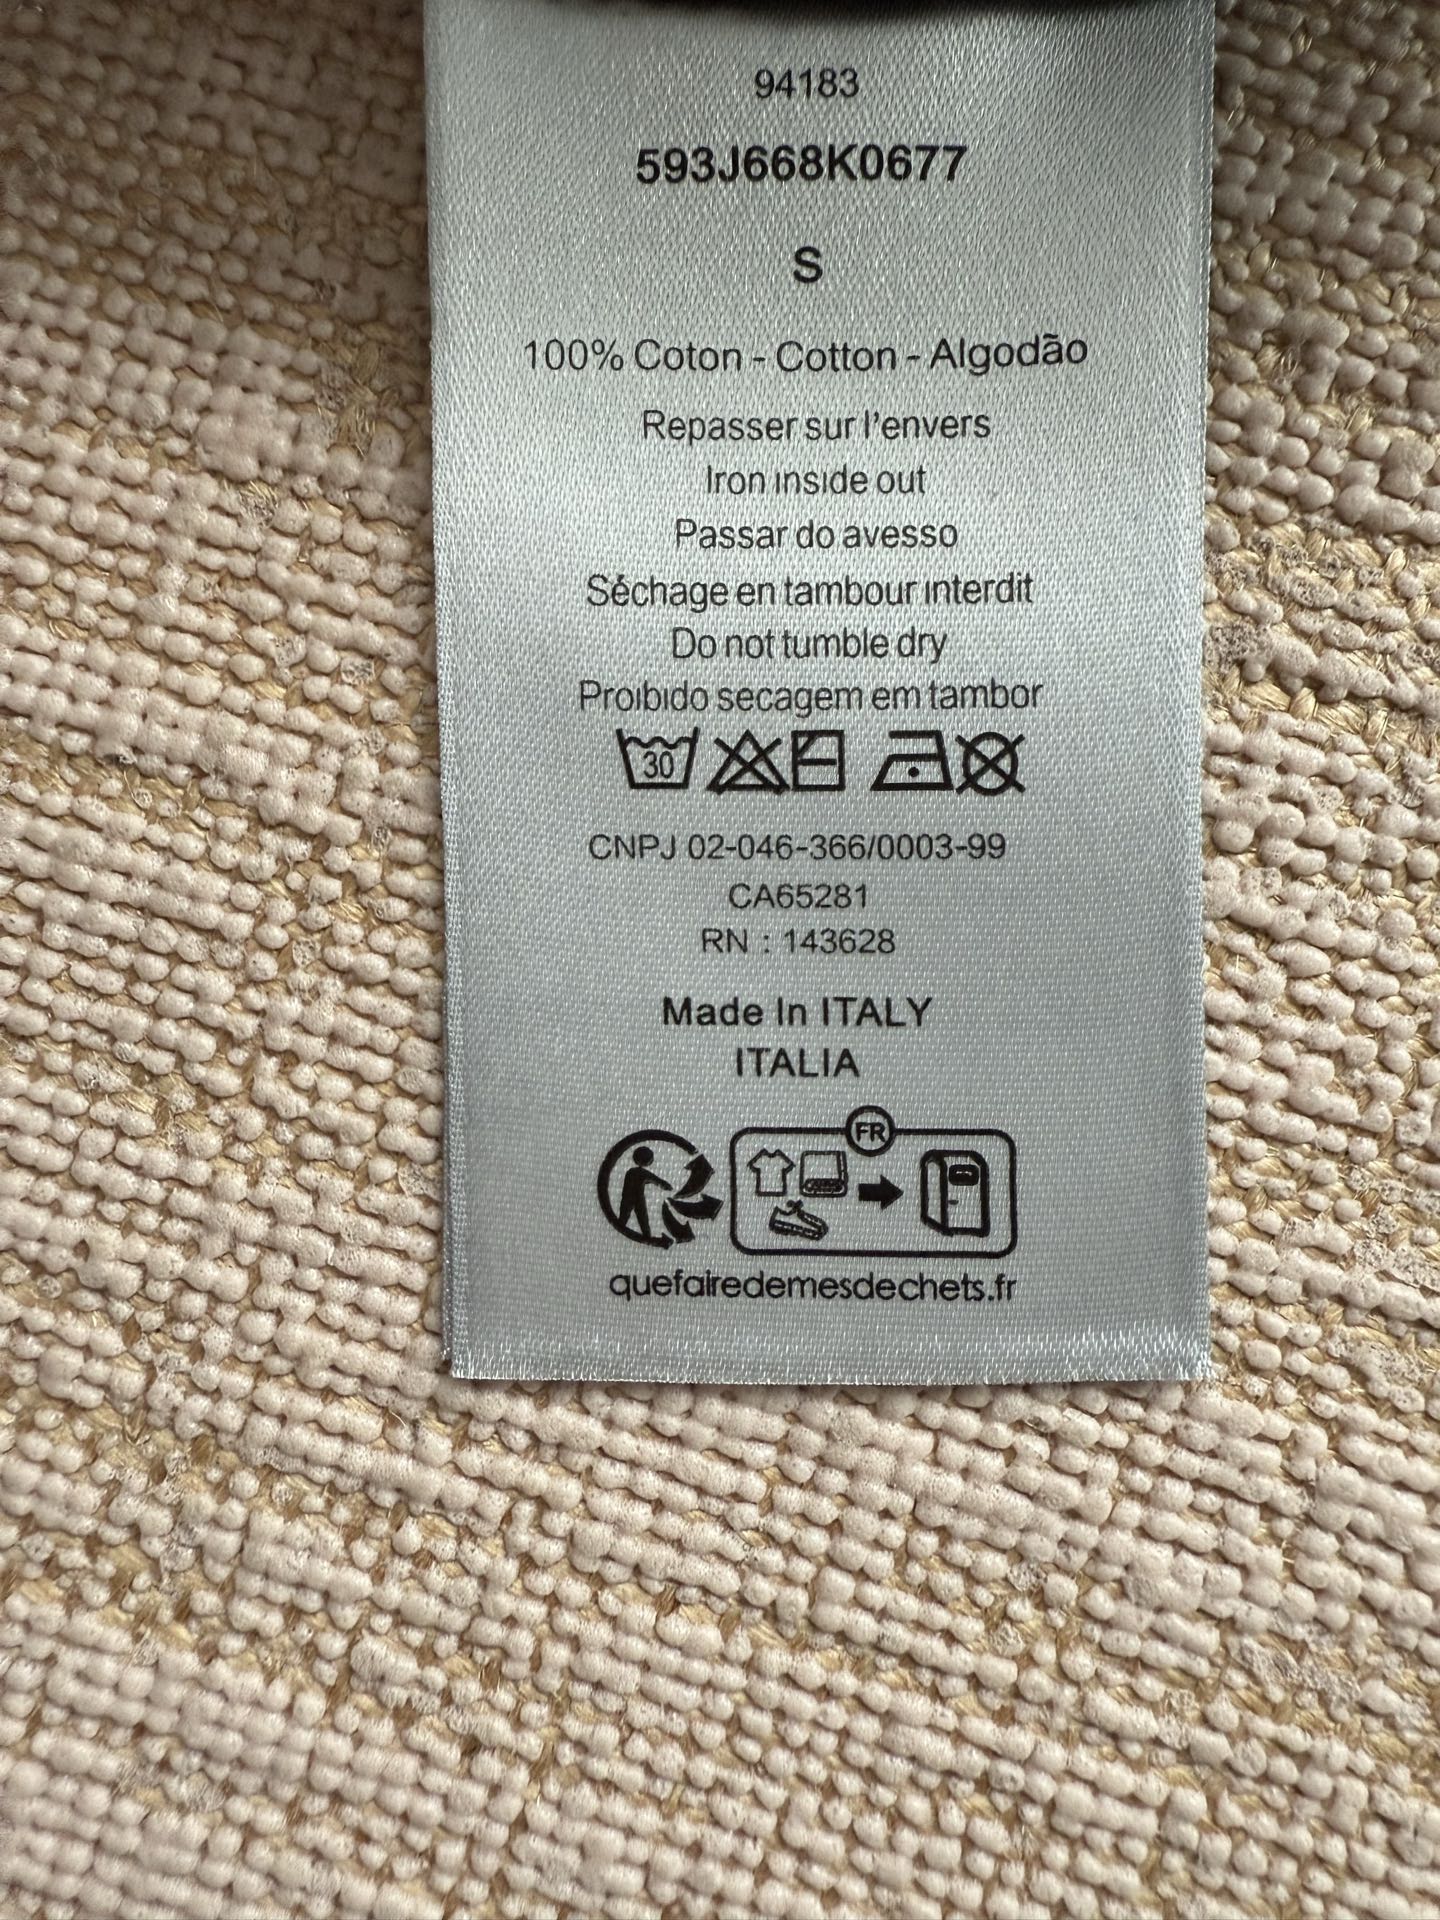 94183
593J668K0677
S
100% Coton - Cotton - Algodão
Repasser sur l'envers
Iron inside out
Passar do avesso
Séchage en tambour interdit
Do not tumble dry
Proibido secagem em tambor
30
CNPJ 02-046-366/0003-99
CA65281
RN : 143628
Made In ITALY
ITALIA
FR
quefairedemesdechets.fr